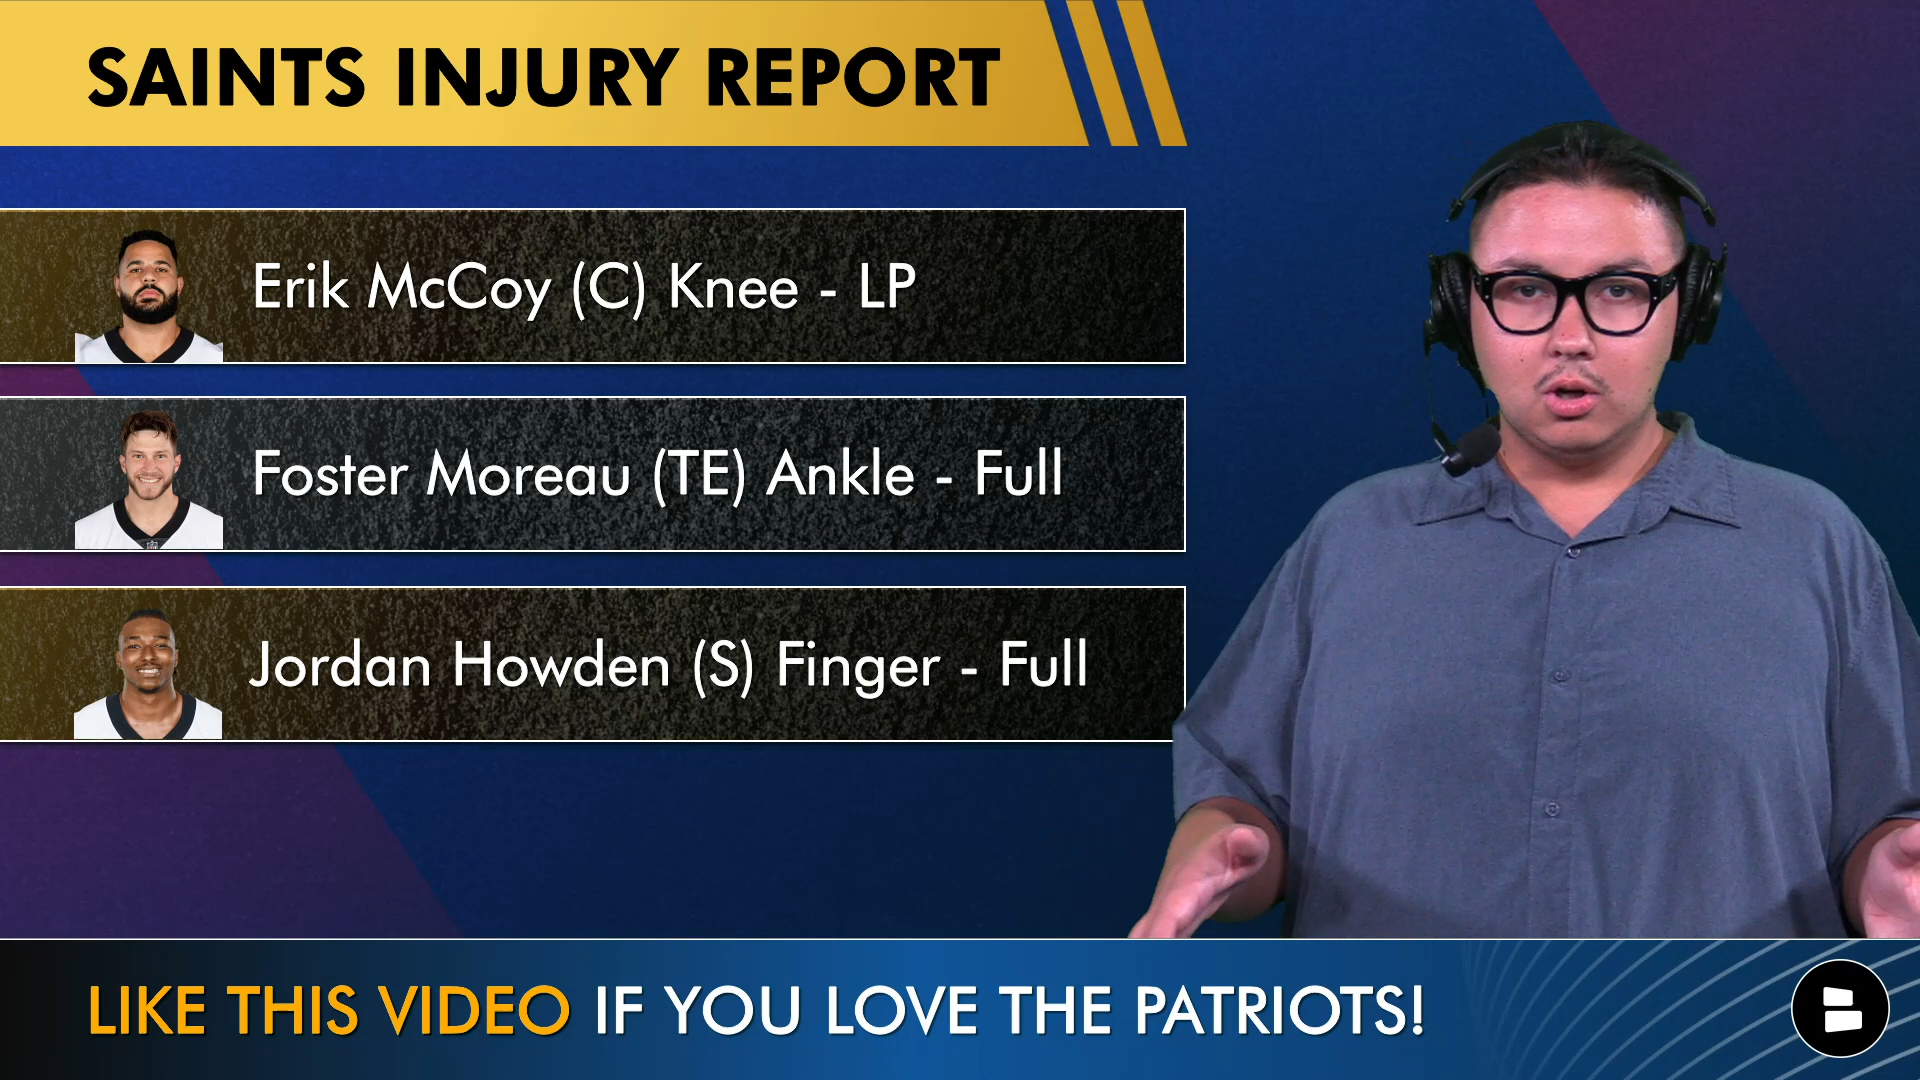 SAINTS INJURY REPORT
Erik McCoy (C) Knee - LP
Foster Moreau (TE) Ankle - Full
Jordan Howden (S) Finger - Full
LIKE THIS VIDEO IF YOU LOVE THE PATRIOTS!